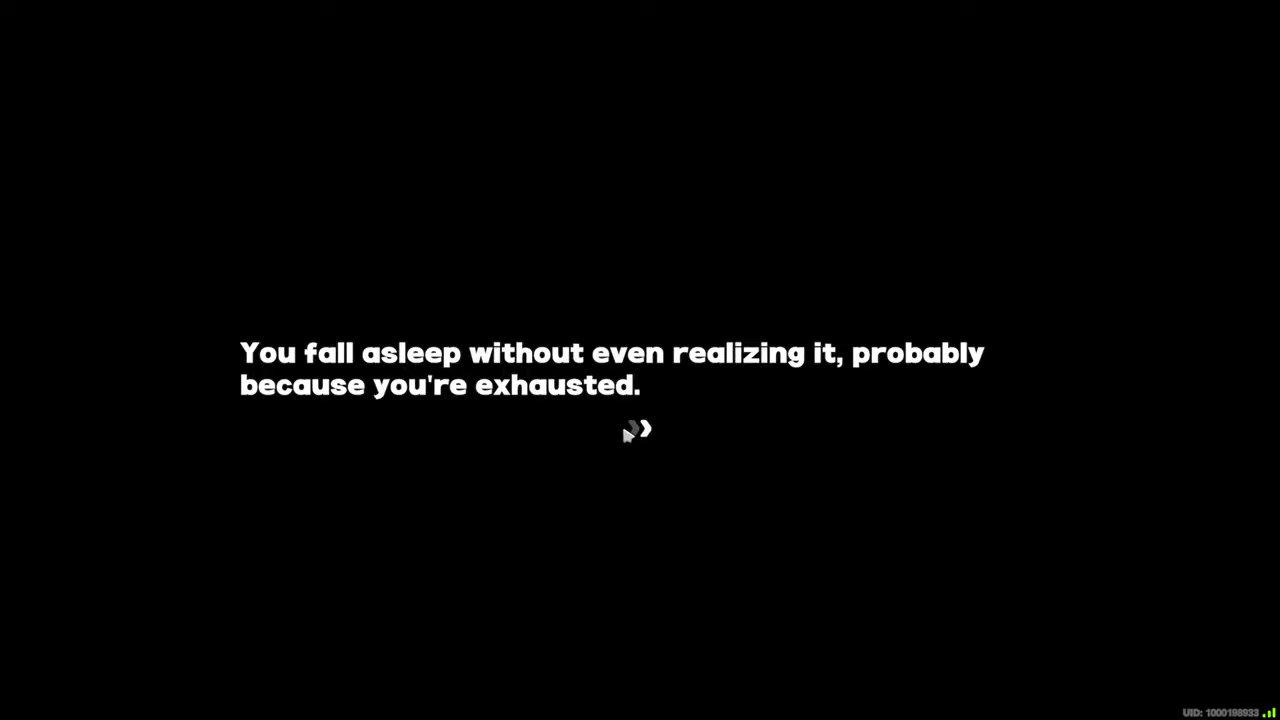 You fall asleep without even realizing it, probably
because you're exhausted.
UID: 1000198933